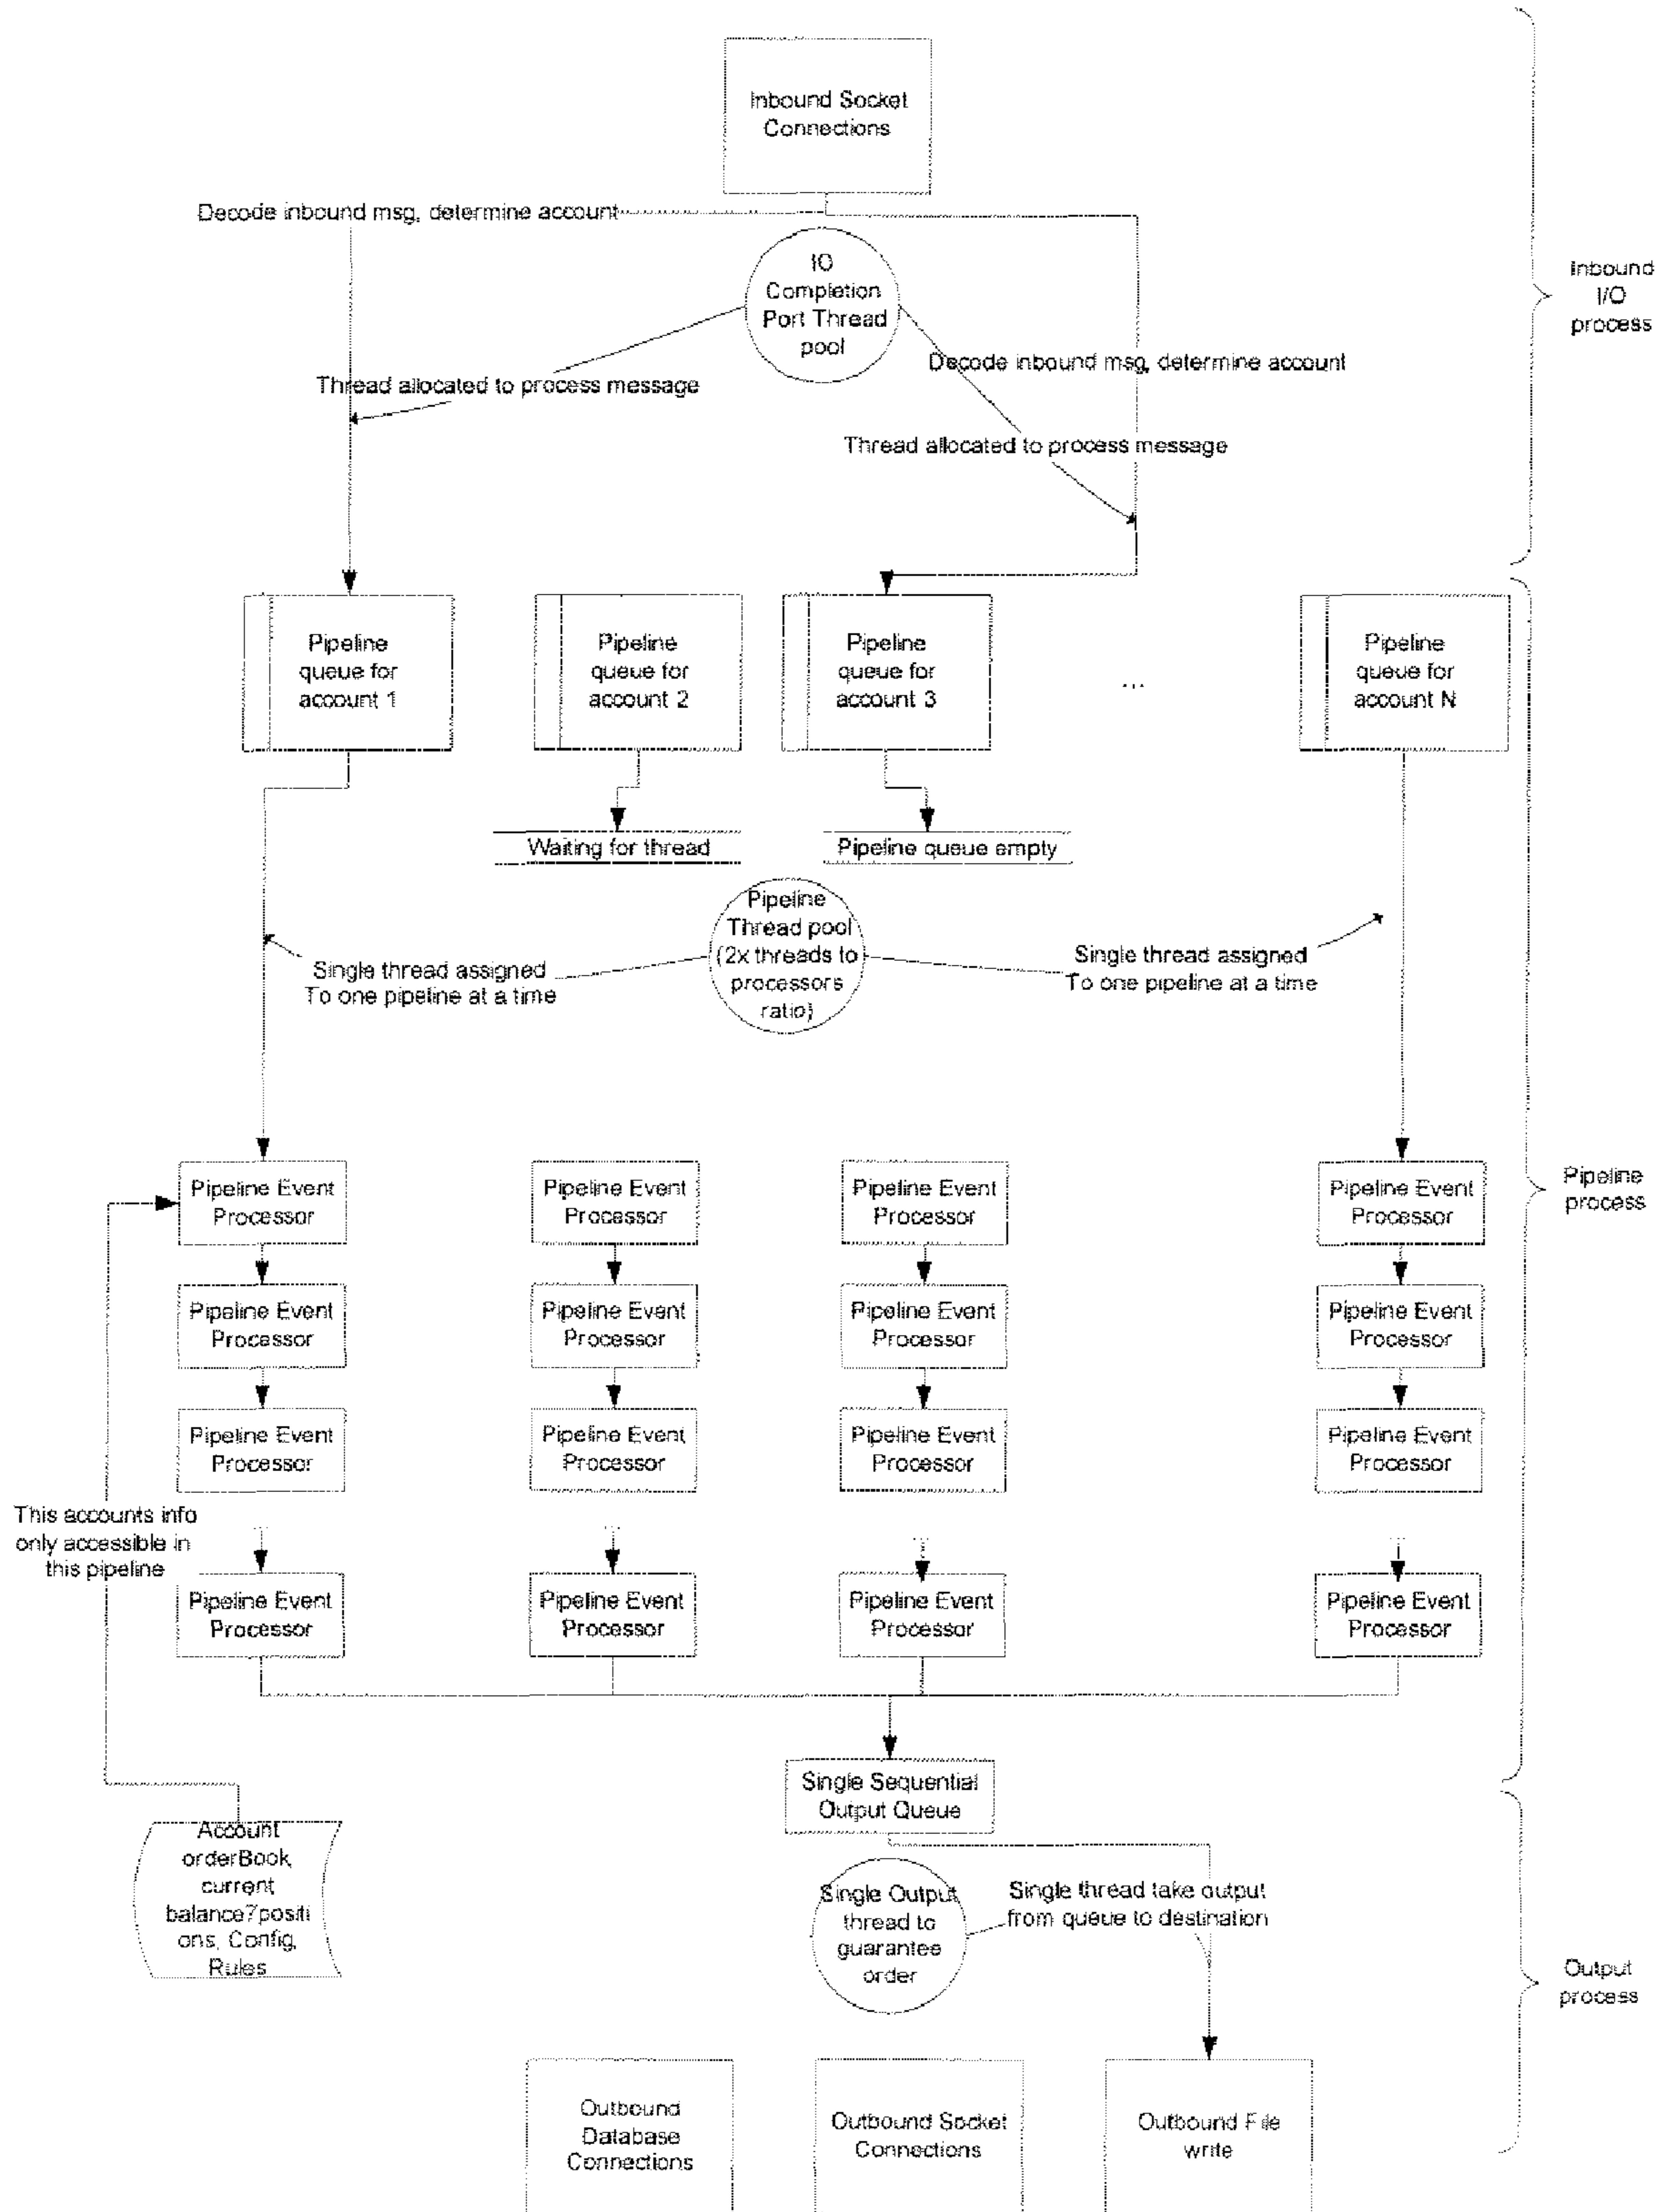 Inbound Socket
Connections
Decode inbound msg, determine account
IO
Completion
Port Thread
pool
Inbound
I/O
process
Decode inbound msg, determine account
Thread allocated to process message
Thread allocated to process message
Pipeline
queue for
account 1
Pipeline
queue for
account 2
Pipeline
queue for
account 3
...
Pipeline
queue for
account N
Waiting for thread
Pipeline queue empty
Pipeline
Thread pool
(2x threads to
processors
ratio)
Single thread assigned
To one pipeline at a time
Single thread assigned
To one pipeline at a time
Pipeline Event
Processor
Pipeline Event
Processor
Pipeline Event
Processor
Pipeline Event
Processor
Pipeline
process
Pipeline Event
Processor
Pipeline Event
Processor
Pipeline Event
Processor
Pipeline Event
Processor
Pipeline Event
Processor
Pipeline Event
Processor
Pipeline Event
Processor
Pipeline Event
Processor
This accounts info
only accessible in
this pipeline
Pipeline Event
Processor
Pipeline Event
Processor
Pipeline Event
Processor
Pipeline Event
Processor
Single Sequential
Output Queue
Account
orderBook,
current
balance?positi
ons, Config,
Rules
Single Output
thread to
guarantee
order
Single thread take output
from queue to destination
Output
process
Outbound
Database
Connections
Outbound Socket
Connections
Outbound File
write